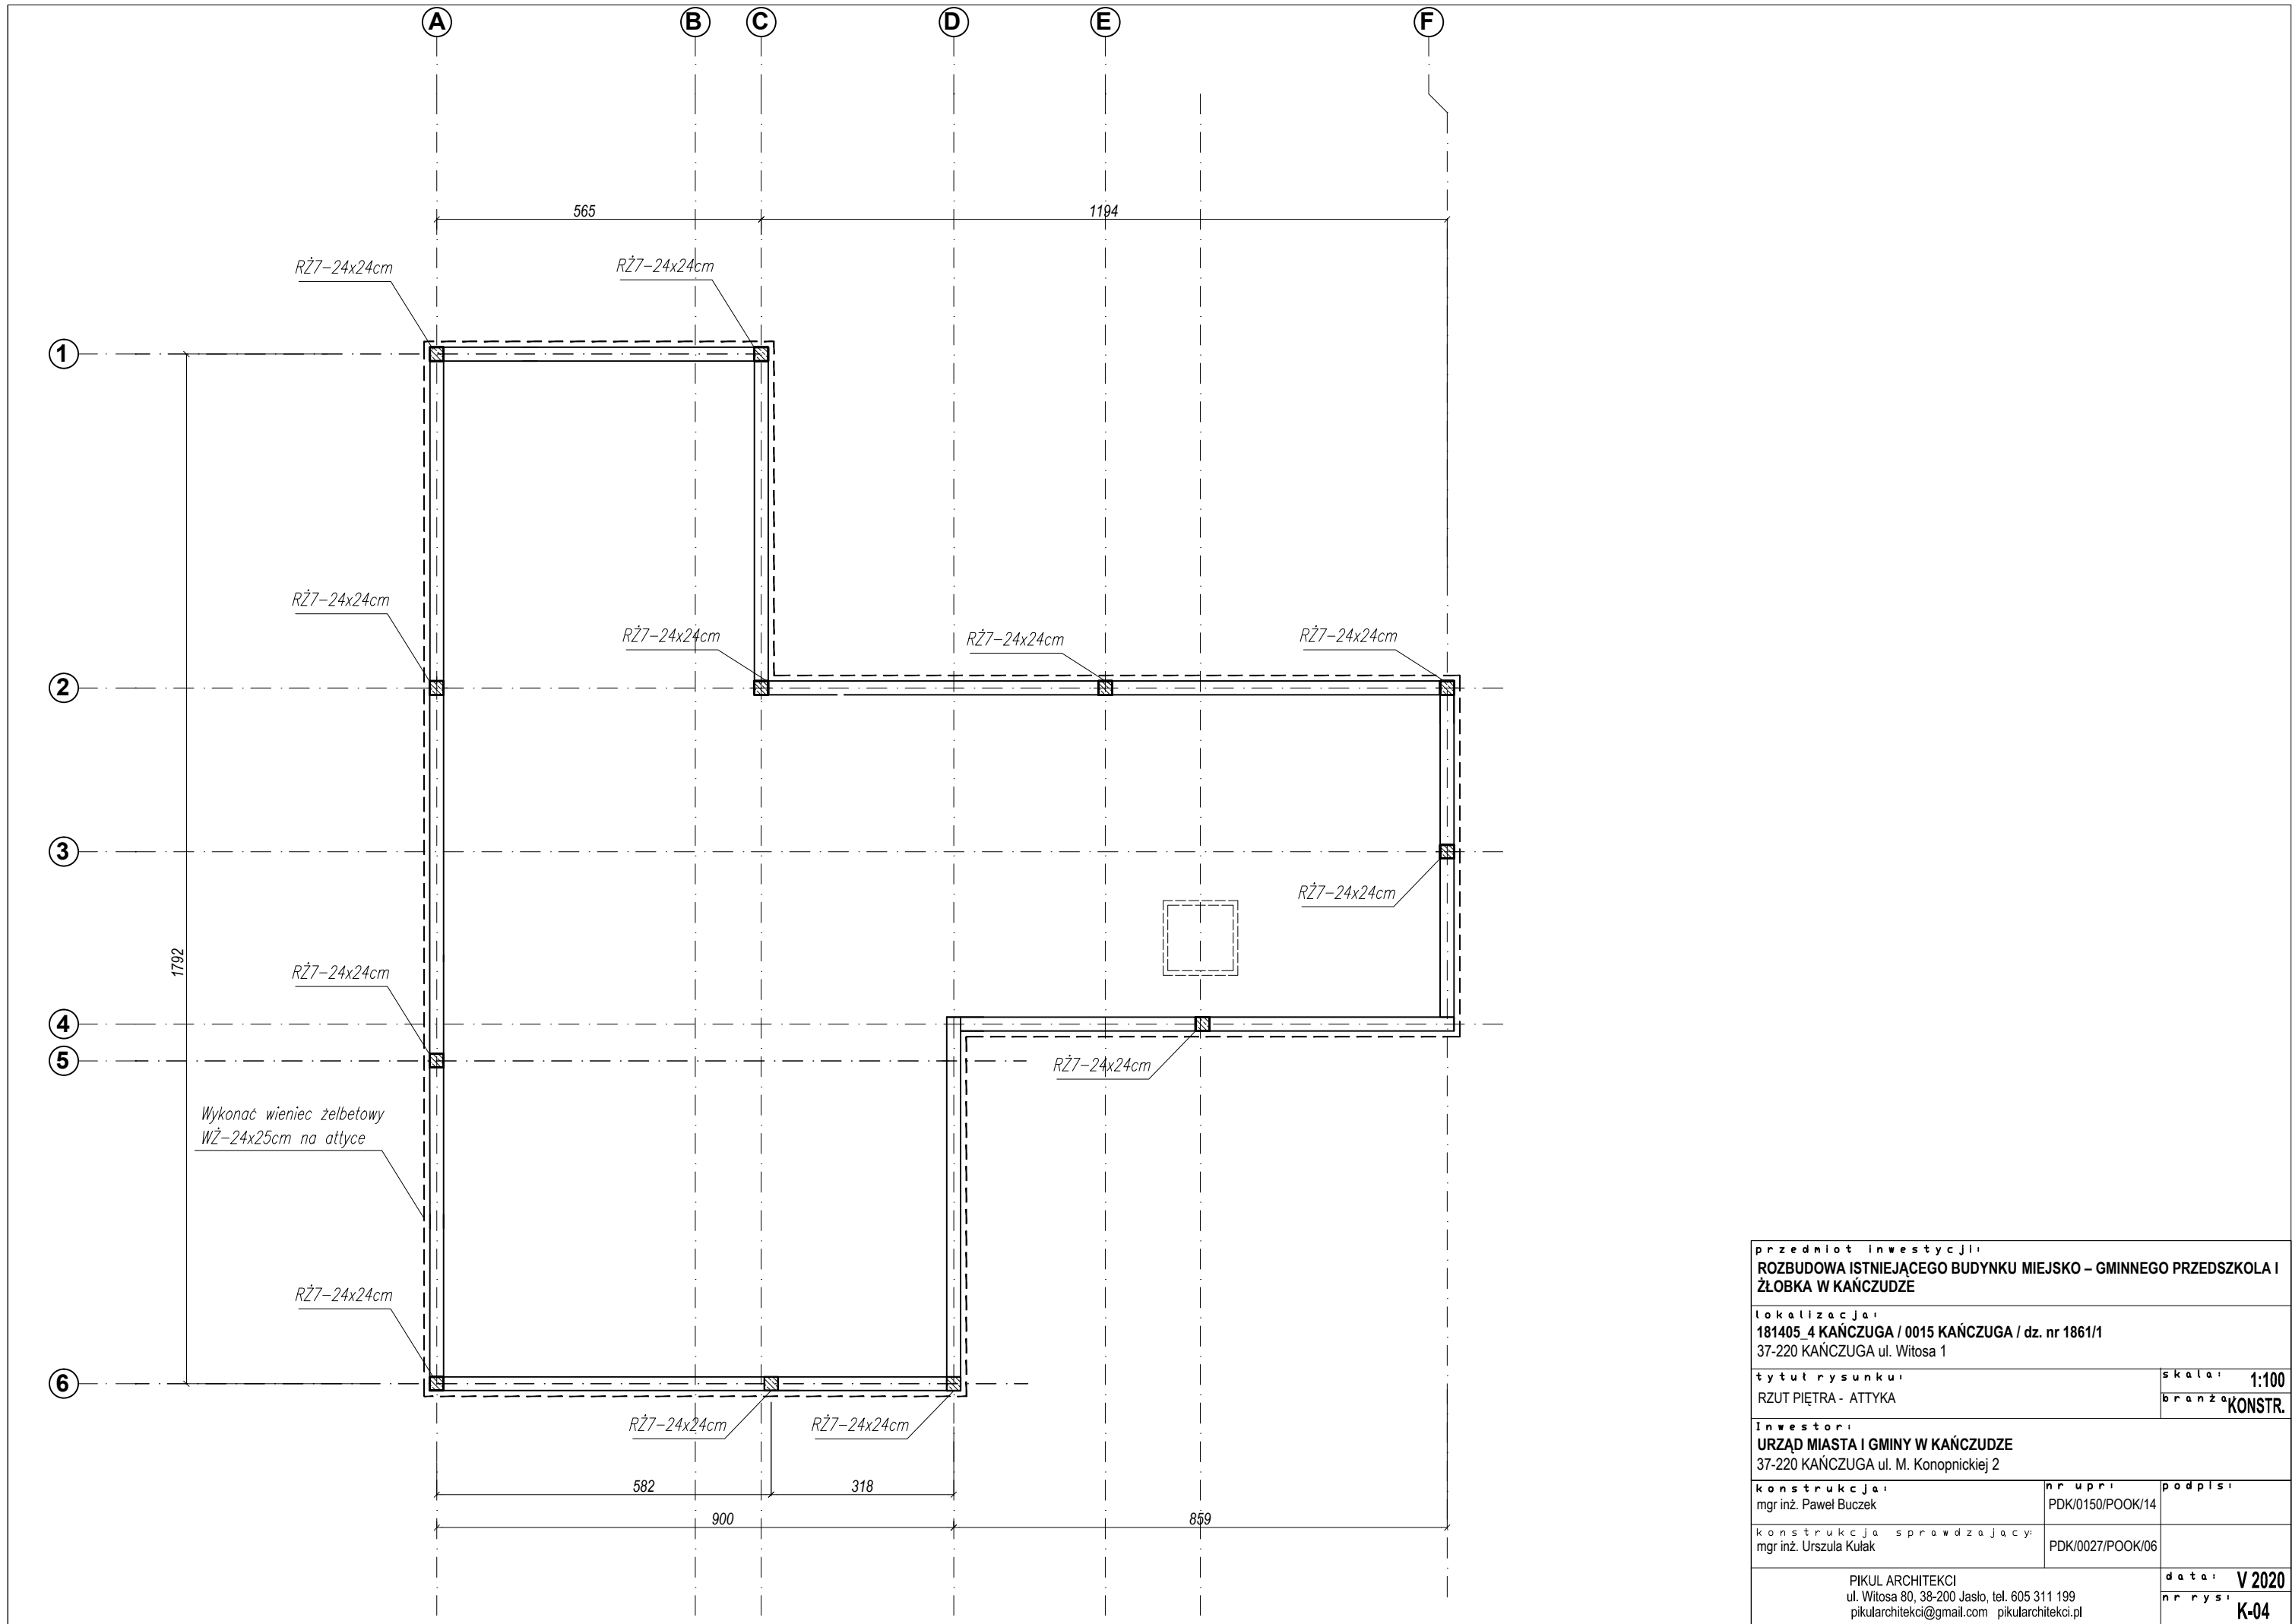 A B C D E F
565 1194
RŻ7-24x24cm RŻ7-24x24cm
1
RŻ7-24x24cm RŻ7-24x24cm RŻ7-24x24cm RŻ7-24x24cm
2
3
RŻ7-24x24cm
1792
RŻ7-24x24cm
4
5
RŻ7-24x24cm
Wykonać wieniec żelbetowy
WŻ-24x25cm na attyce
RŻ7-24x24cm
6
RŻ7-24x24cm RŻ7-24x24cm
582 318
900 859
przedmiot inwestycji:
ROZBUDOWA ISTNIEJĄCEGO BUDYNKU MIEJSKO – GMINNEGO PRZEDSZKOLA I
ŻŁOBKA W KAŃCZUDZE
lokalizacja:
181405_4 KAŃCZUGA / 0015 KAŃCZUGA / dz. nr 1861/1
37-220 KAŃCZUGA ul. Witosa 1
tytuł rysunku:
RZUT PIĘTRA - ATTYKA
skala: 1:100
branża: KONSTR.
Inwestor:
URZĄD MIASTA I GMINY W KAŃCZUDZE
37-220 KAŃCZUGA ul. M. Konopnickiej 2
konstrukcja: nr upr: podpis:
mgr inż. Paweł Buczek PDK/0150/POOK/14
konstrukcja sprawdzający:
mgr inż. Urszula Kułak PDK/0027/POOK/06
PIKUL ARCHITEKCI
ul. Witosa 80, 38-200 Jasło, tel. 605 311 199
pikularchitekci@gmail.com pikularchitekci.pl
data: V 2020
nr rys: K-04